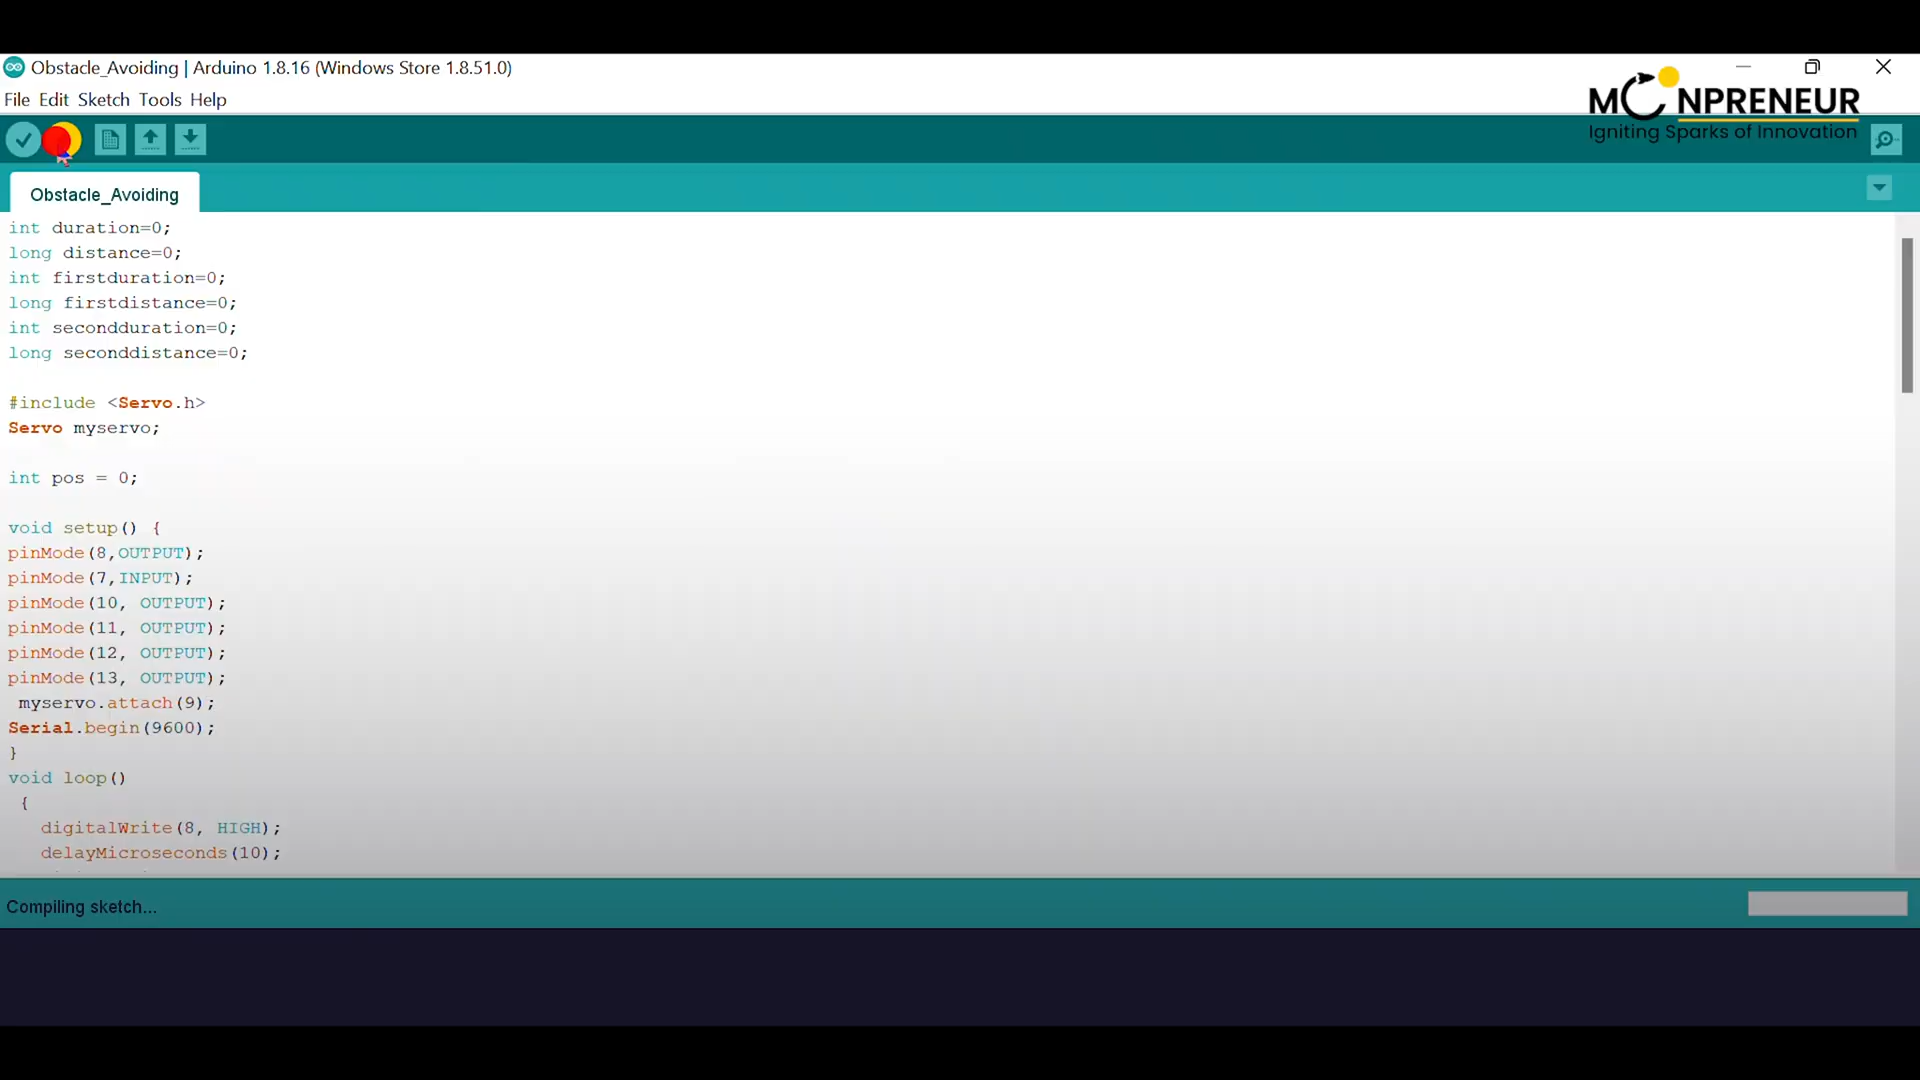 Obstacle_Avoiding | Arduino 1.8.16 (Windows Store 1.8.51.0)
File Edit Sketch Tools Help
MOONPRENEUR
Igniting Sparks of Innovation
Obstacle_Avoiding
int duration=0;
long distance=0;
int firstduration=0;
long firstdistance=0;
int secondduration=0;
long seconddistance=0;
#include <Servo.h>
Servo myservo;
int pos = 0;
void setup() {
pinMode(8,OUTPUT);
pinMode(7,INPUT);
pinMode(10, OUTPUT);
pinMode(11, OUTPUT);
pinMode(12, OUTPUT);
pinMode(13, OUTPUT);
myservo.attach(9);
Serial.begin(9600);
}
void loop()
{
digitalWrite(8, HIGH);
delayMicroseconds(10);
Compiling sketch...